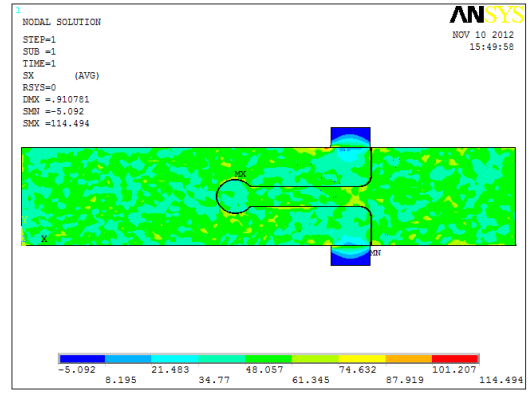 1
NODAL SOLUTION
ANSYS
NOV 10 2012
15:49:58
STEP=1
SUB =1
TIME=1
SX (AVG)
RSYS=0
DMX =.910781
SMN =-5.092
SMX =114.494
MX
X
MN
-5.092 21.483 48.057 74.632 101.207
8.195 34.77 61.345 87.919 114.494